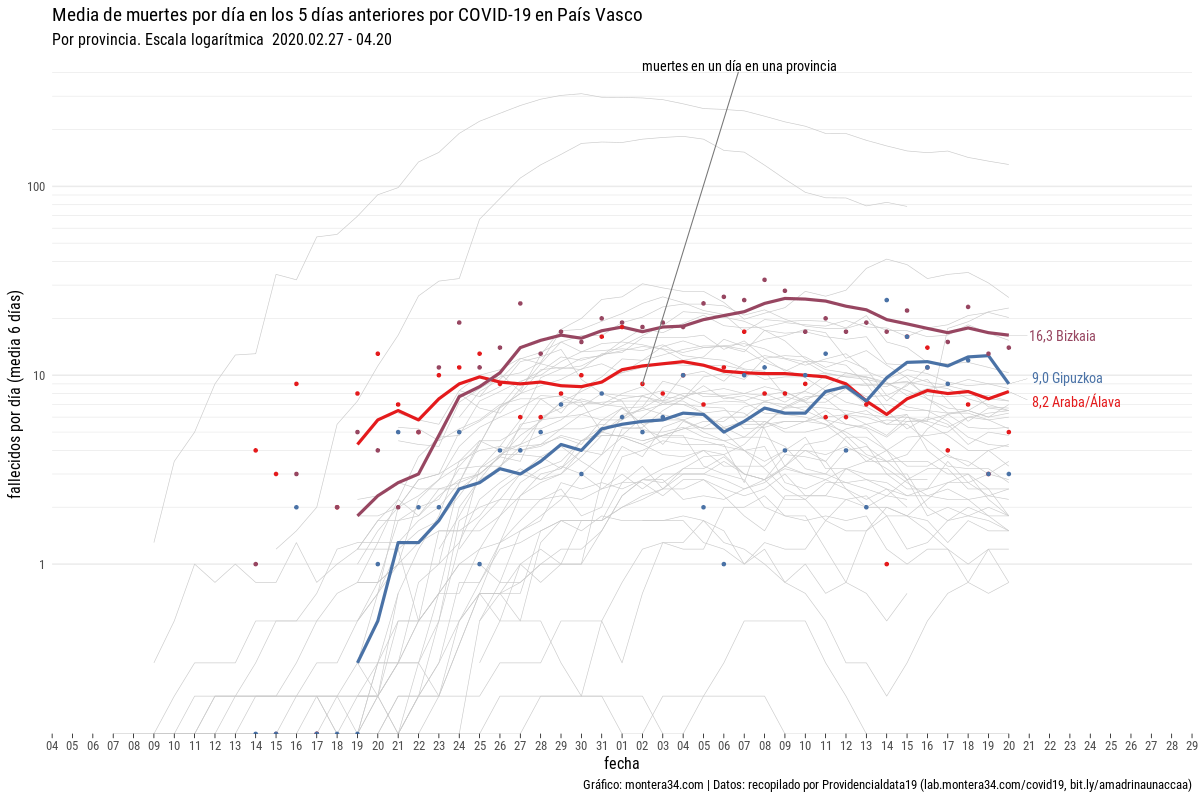 Media de muertes por día en los 5 días anteriores por COVID-19 en País Vasco
Por provincia. Escala logarítmica 2020.02.27 - 04.20
muertes en un día en una provincia
100
10
1
fallecidos por día (media 6 días)
16,3 Bizkaia
9,0 Gipuzkoa
8,2 Araba/Álava
04 05 06 07 08 09 10 11 12 13 14 15 16 17 18 19 20 21 22 23 24 25 26 27 28 29 30 31 01 02 03 04 05 06 07 08 09 10 11 12 13 14 15 16 17 18 19 20 21 22 23 24 25 26 27 28 29
fecha
Gráfico: montera34.com | Datos: recopilado por Providencialdata19 (lab.montera34.com/covid19, bit.ly/amadrinaunaccaa)